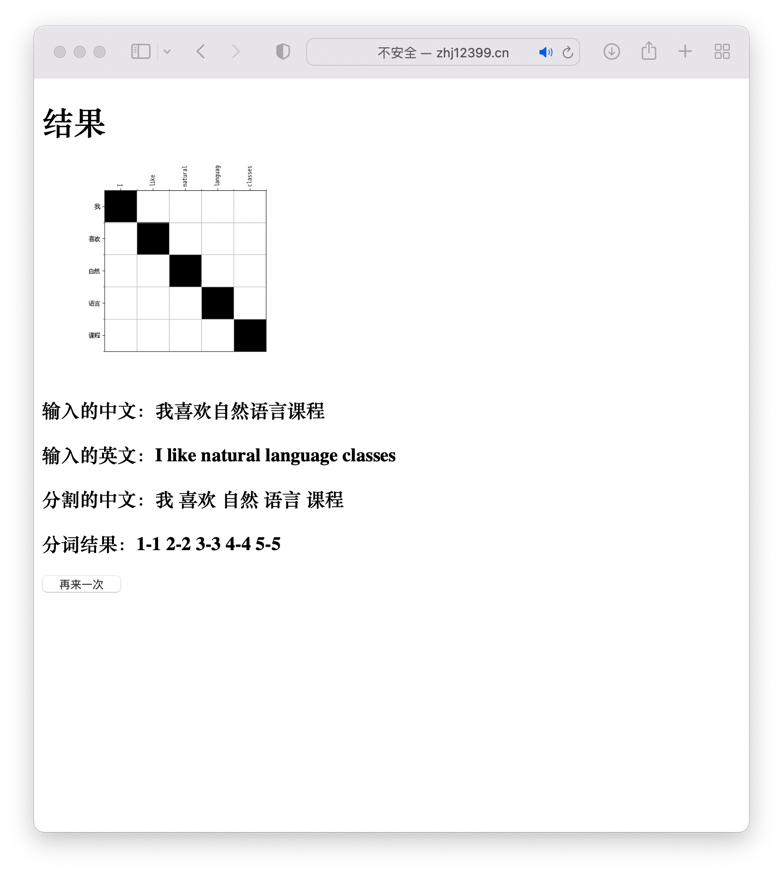 不安全 — zhj12399.cn
结果
I like natural languag classes
我
喜欢
自然
语言
课程
输入的中文：我喜欢自然语言课程
输入的英文：I like natural language classes
分割的中文：我 喜欢 自然 语言 课程
分词结果：1-1 2-2 3-3 4-4 5-5
再来一次